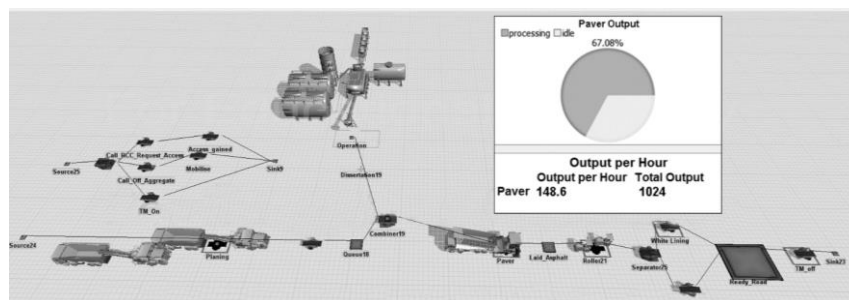 Paver Output
processing idle
67.08%
Output per Hour
Output per Hour Total Output
Paver 148.6 1024
Operation
Access_gained
Call_RCC_Request_Access
Mobilise
Source25
Call_Off_Aggregate
Sink9
Dissertation19
TM_On
Combiner19
White Lining
Source24
Planing
Queue18
Paver
Laid_Asphalt
Roller21
Separator25
Ready_Road
TM_off
Sink23